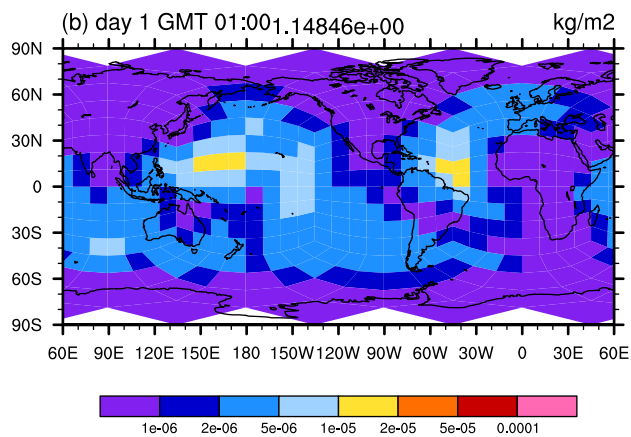 (b) day 1 GMT 01:00 1.14846e+00 kg/m2
90N
60N
30N
0
30S
60S
90S
60E 90E 120E 150E 180 150W 120W 90W 60W 30W 0 30E 60E
1e-06 2e-06 5e-06 1e-05 2e-05 5e-05 0.0001